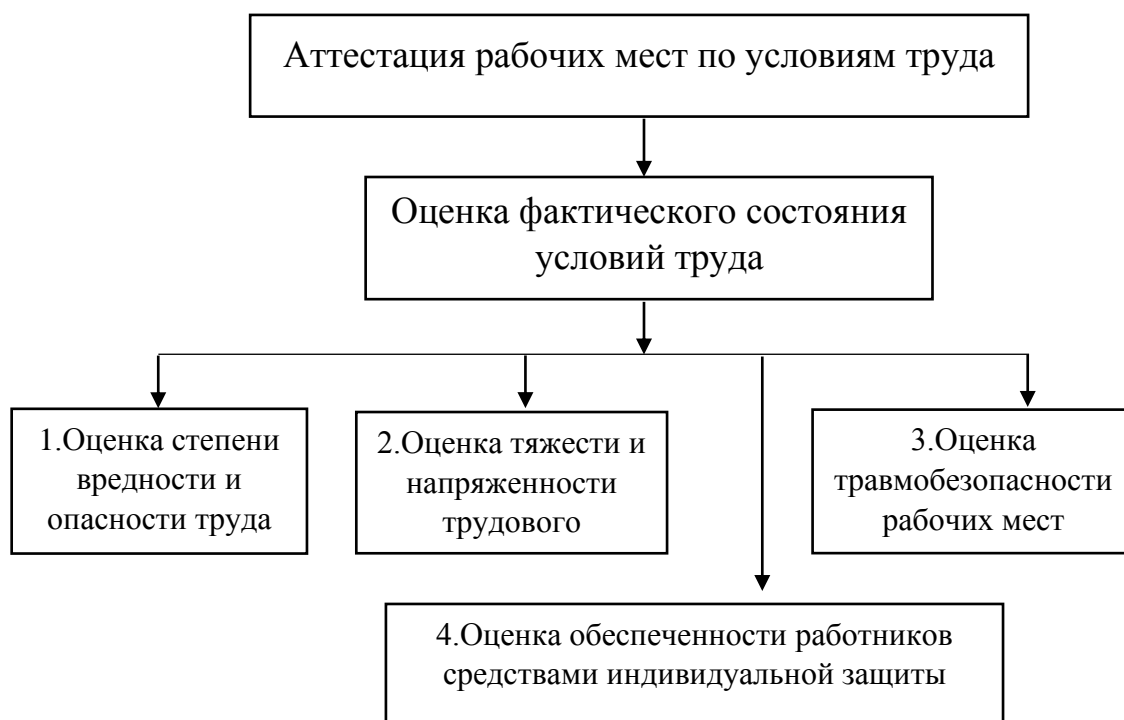 Аттестация рабочих мест по условиям труда
Оценка фактического состояния
условий труда
1.Оценка степени
вредности и
опасности труда
2.Оценка тяжести и
напряженности
трудового
3.Оценка
травмобезопасности
рабочих мест
4.Оценка обеспеченности работников
средствами индивидуальной защиты